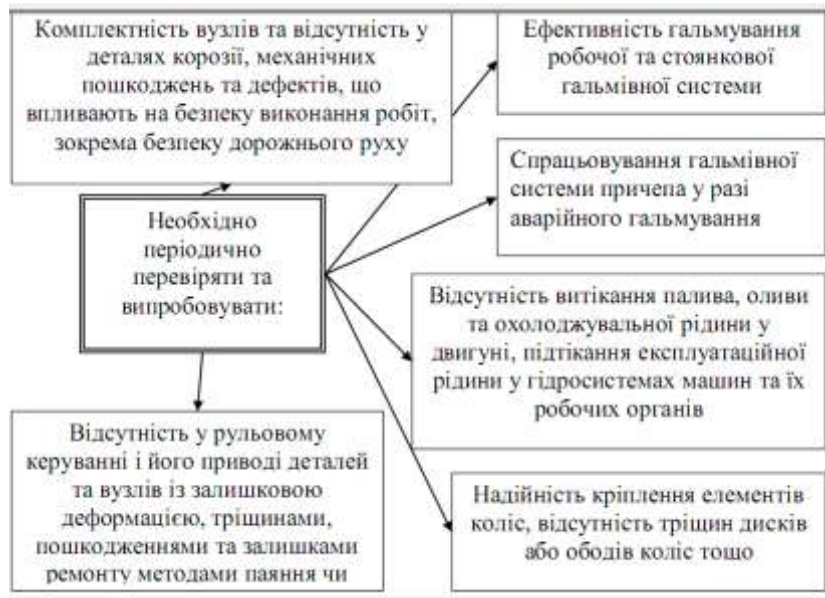 Комплектність вузлів та відсутність у
деталях корозії, механічних
пошкоджень та дефектів, що
впливають на безпеку виконання робіт,
зокрема безпеку дорожнього руху
Ефективність гальмування
робочої та стоянкової
гальмівної системи
Спрацьовування гальмівної
системи причепа у разі
аварійного гальмування
Необхідно
періодично
перевіряти та
випробовувати:
Відсутність витікання палива, оливи
та охолоджувальної рідини у
двигуні, підтікання експлуатаційної
рідини у гідросистемах машин та їх
робочих органів
Відсутність у рульовому
керуванні і його приводі деталей
та вузлів із залишковою
деформацією, тріщинами,
пошкодженнями та залишками
ремонту методами паяння чи
Надійність кріплення елементів
коліс, відсутність тріщин дисків
або ободів коліс тощо